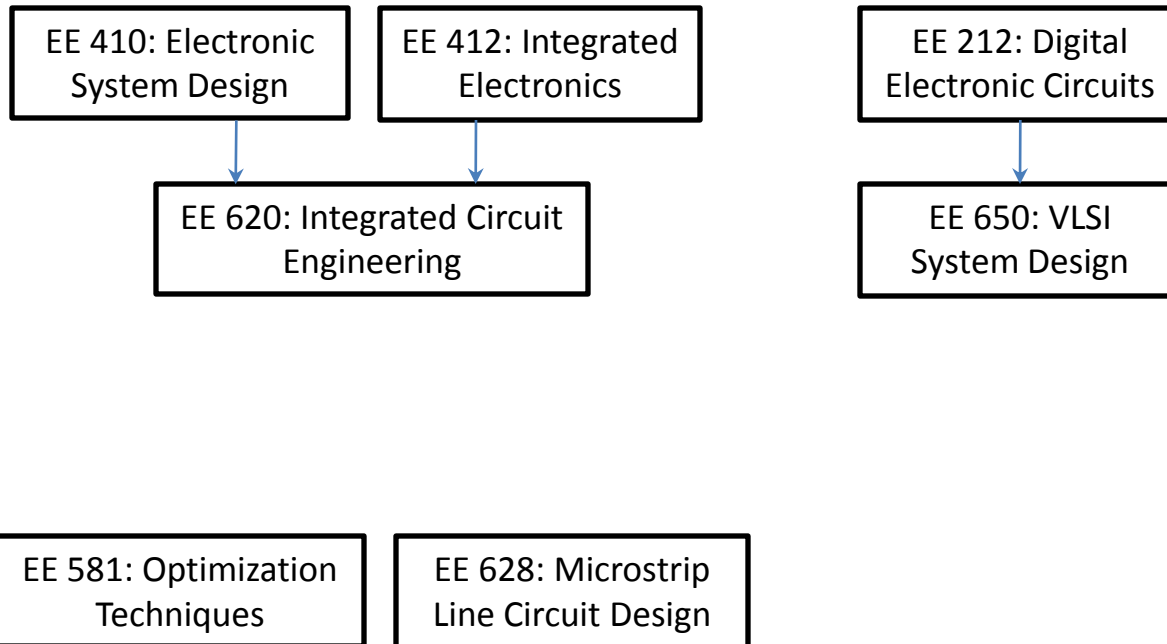 EE 410: Electronic
System Design
EE 412: Integrated
Electronics
EE 212: Digital
Electronic Circuits
EE 620: Integrated Circuit
Engineering
EE 650: VLSI
System Design
EE 581: Optimization
Techniques
EE 628: Microstrip
Line Circuit Design